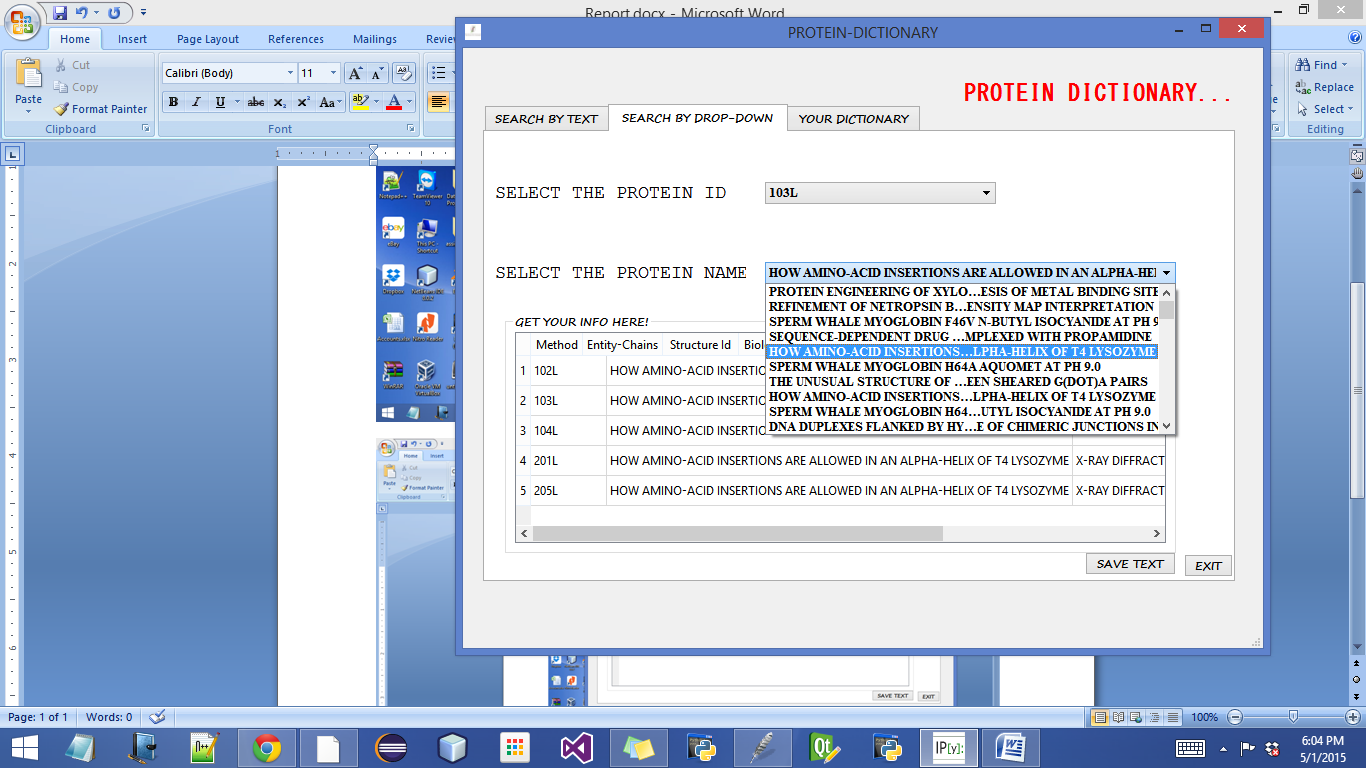 Report.docx - Microsoft Word
PROTEIN-DICTIONARY
Home Insert Page Layout References Mailings
Cut
Copy
Format Painter
Paste
Clipboard
Calibri (Body) 11
Font
Find
Replace
Select
Editing
PROTEIN DICTIONARY...
SEARCH BY TEXT SEARCH BY DROP-DOWN YOUR DICTIONARY
SELECT THE PROTEIN ID 103L
SELECT THE PROTEIN NAME HOW AMINO-ACID INSERTIONS ARE ALLOWED IN AN ALPHA-HE
PROTEIN ENGINEERING OF XYLO...ESIS OF METAL BINDING SITE
REFINEMENT OF NETROPSIN B...ENSITY MAP INTERPRETATION
SPERM WHALE MYOGLOBIN F46V N-BUTYL ISOCYANIDE AT PH 9
SEQUENCE-DEPENDENT DRUG ...MPLEXED WITH PROPAMIDINE
HOW AMINO-ACID INSERTIONS...LPHA-HELIX OF T4 LYSOZYME
SPERM WHALE MYOGLOBIN H64A AQUOMET AT PH 9.0
THE UNUSUAL STRUCTURE OF ...EEN SHEARED G(DOT)A PAIRS
HOW AMINO-ACID INSERTIONS...LPHA-HELIX OF T4 LYSOZYME
SPERM WHALE MYOGLOBIN H64...UTYL ISOCYANIDE AT PH 9.0
DNA DUPLEXES FLANKED BY HY...E OF CHIMERIC JUNCTIONS IN
GET YOUR INFO HERE!
Method Entity-Chains Structure Id Biol
1 102L HOW AMINO-ACID INSERTIO
2 103L HOW AMINO-ACID INSERTIO
3 104L HOW AMINO-ACID INSERTIO
4 201L HOW AMINO-ACID INSERTIONS ARE ALLOWED IN AN ALPHA-HELIX OF T4 LYSOZYME X-RAY DIFFRACT
5 205L HOW AMINO-ACID INSERTIONS ARE ALLOWED IN AN ALPHA-HELIX OF T4 LYSOZYME X-RAY DIFFRACT
SAVE TEXT EXIT
SAVE TEXT EXIT
Page: 1 of 1 Words: 0 100%
6:04 PM
5/1/2015